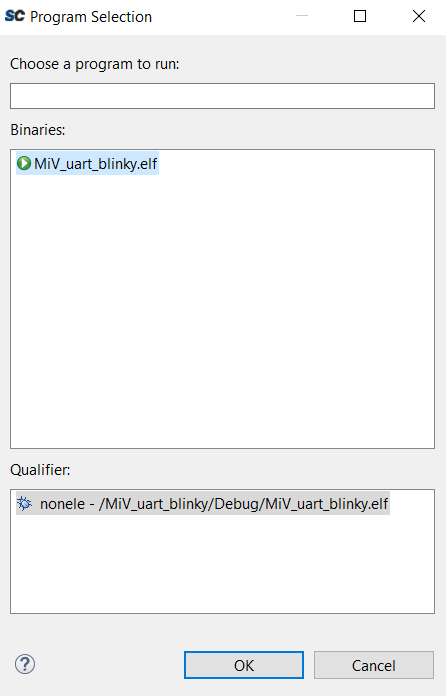 SC Program Selection
Choose a program to run:
Binaries:
MiV_uart_blinky.elf
Qualifier:
nonele - /MiV_uart_blinky/Debug/MiV_uart_blinky.elf
?
OK Cancel